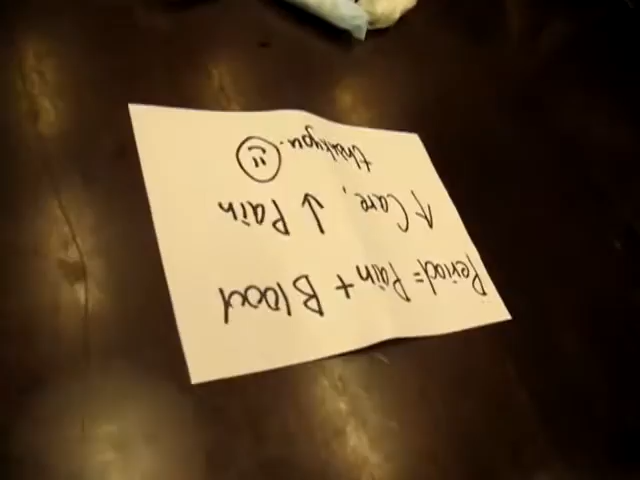 Period = Pain + Blood
↑ Care, ↓ Pain
thankyou. ☺